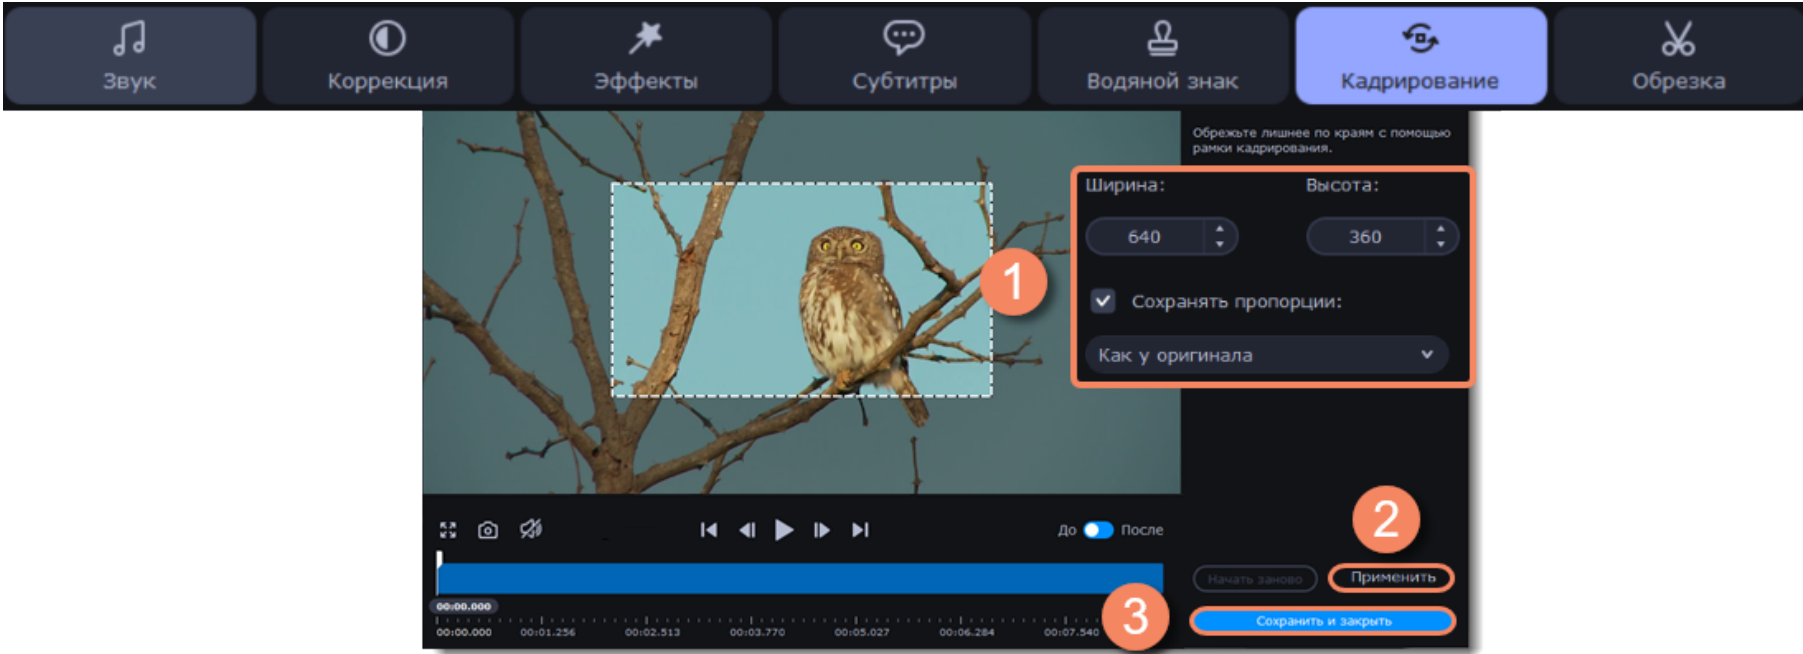 Звук
Коррекция
Эффекты
Субтитры
Водяной знак
Кадрирование
Обрезка
Обрежьте лишнее по краям с помощью
рамки кадрирования.
Ширина:
Высота:
640
360
1
Сохранять пропорции:
Как у оригинала
2
До
После
Начать заново
Применить
00:00.000
3
Сохранить и закрыть
00:00.000
00:01.256
00:02.513
00:03.770
00:05.027
00:06.284
00:07.540